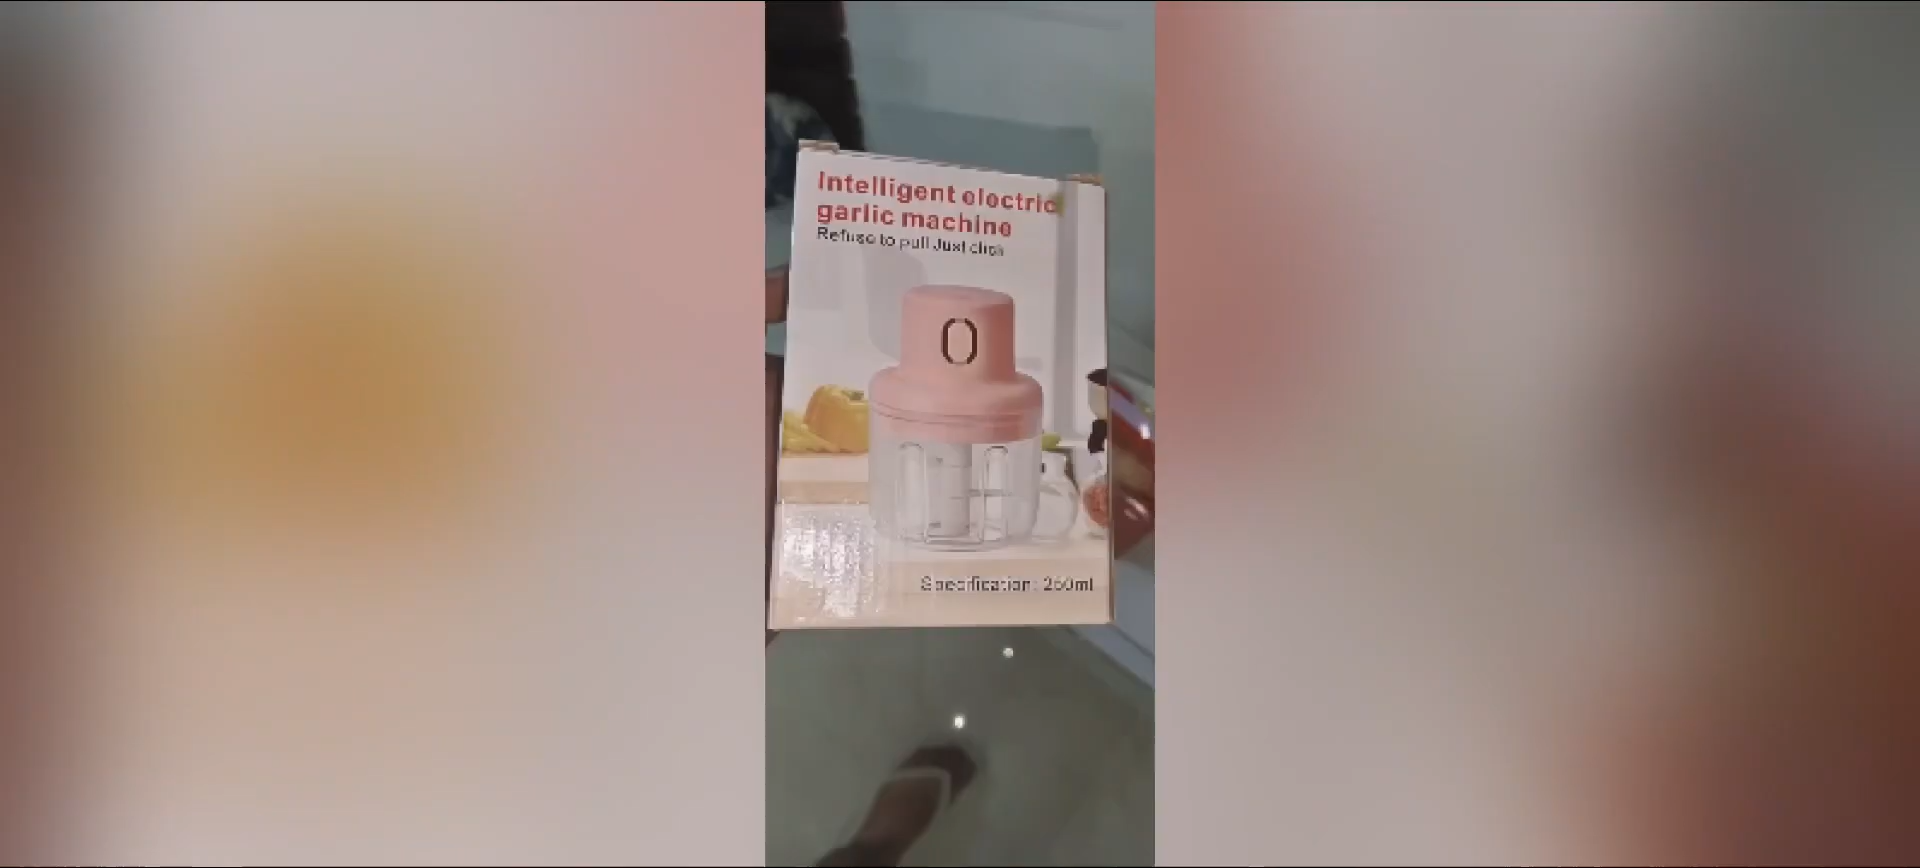 Intelligent electric
garlic machine
Refuse to pull Just click
Specification: 250ml